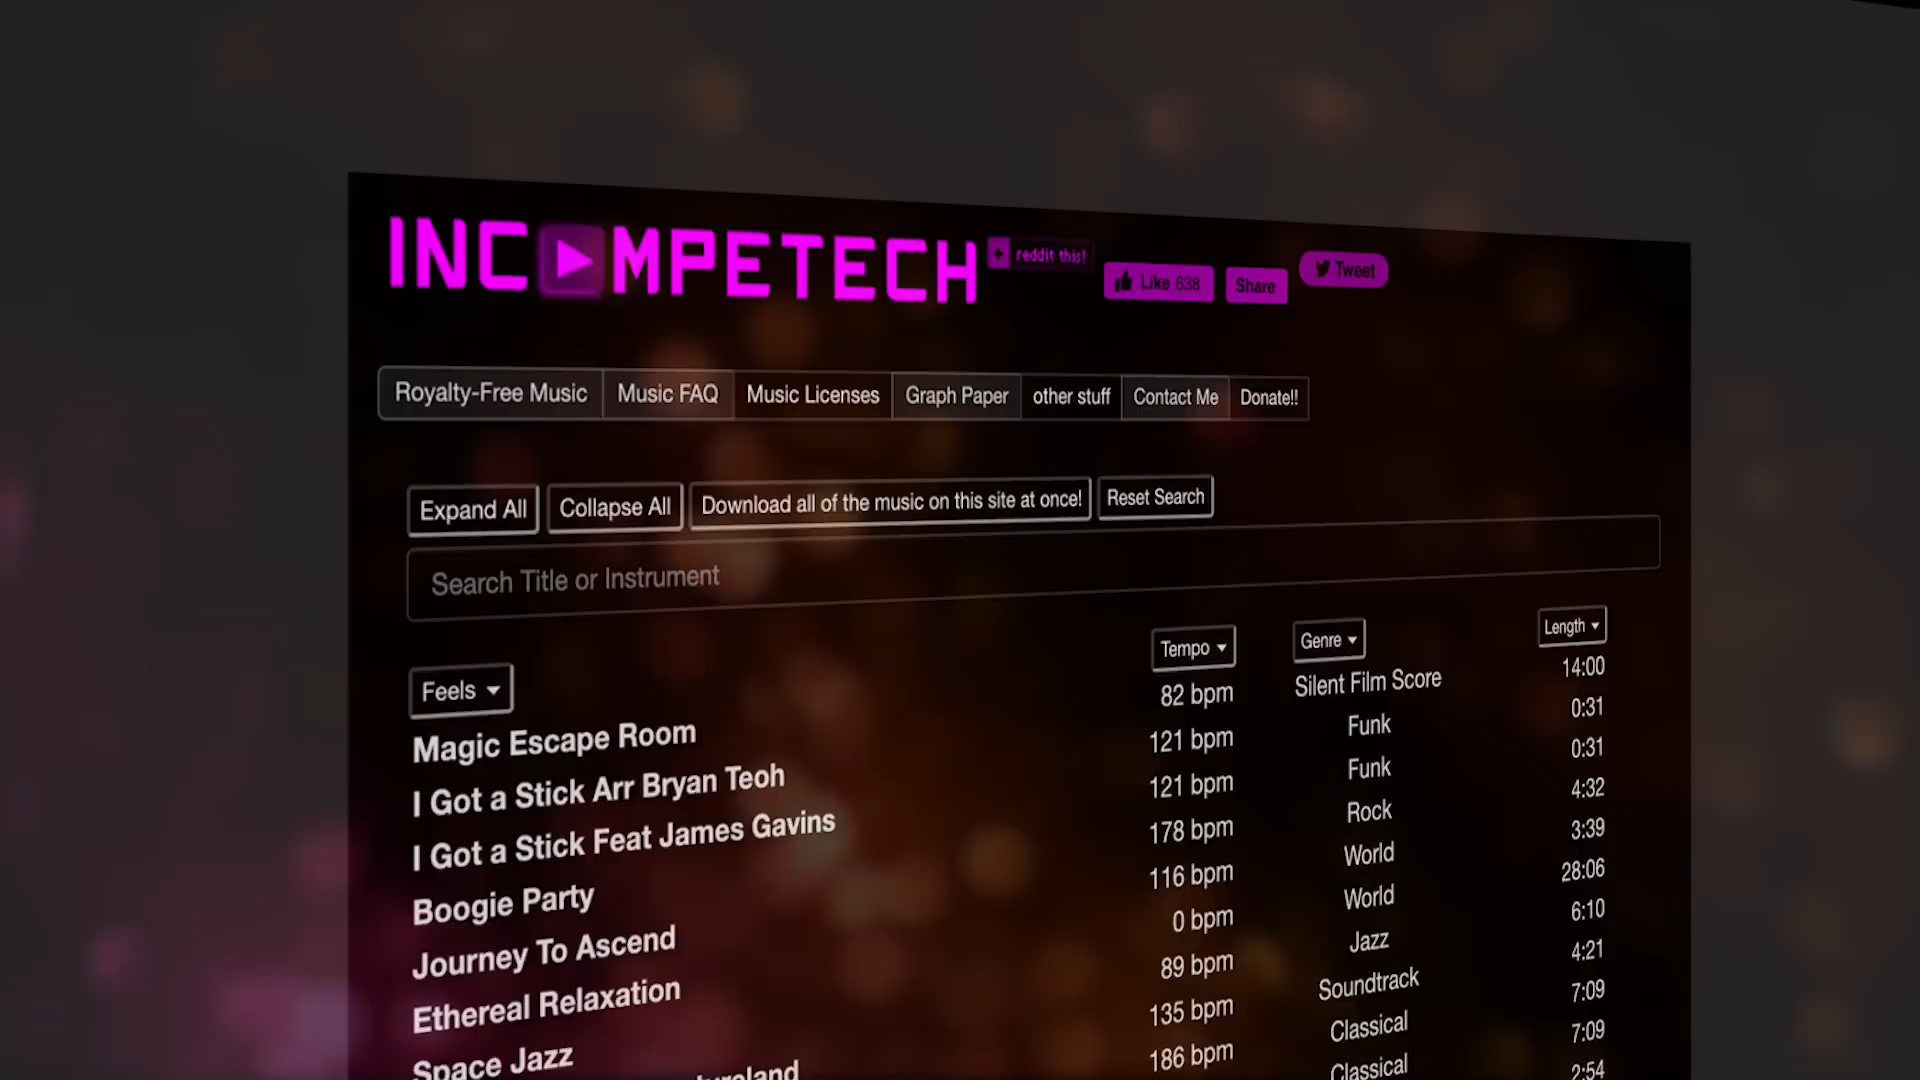 INCOMPETECH
reddit this!
Like 638
Share
Tweet
Royalty-Free Music
Music FAQ
Music Licenses
Graph Paper
other stuff
Contact Me
Donate!!
Expand All
Collapse All
Download all of the music on this site at once!
Reset Search
Search Title or Instrument
Feels
Tempo
Genre
Length
Magic Escape Room 82 bpm Silent Film Score 14:00
I Got a Stick Arr Bryan Teoh 121 bpm Funk 0:31
I Got a Stick Feat James Gavins 121 bpm Funk 0:31
Boogie Party 178 bpm Rock 4:32
Journey To Ascend 116 bpm World 3:39
Ethereal Relaxation 0 bpm World 28:06
Space Jazz 89 bpm Jazz 6:10
135 bpm Soundtrack 4:21
186 bpm Classical 7:09
Classical 7:09
2:54